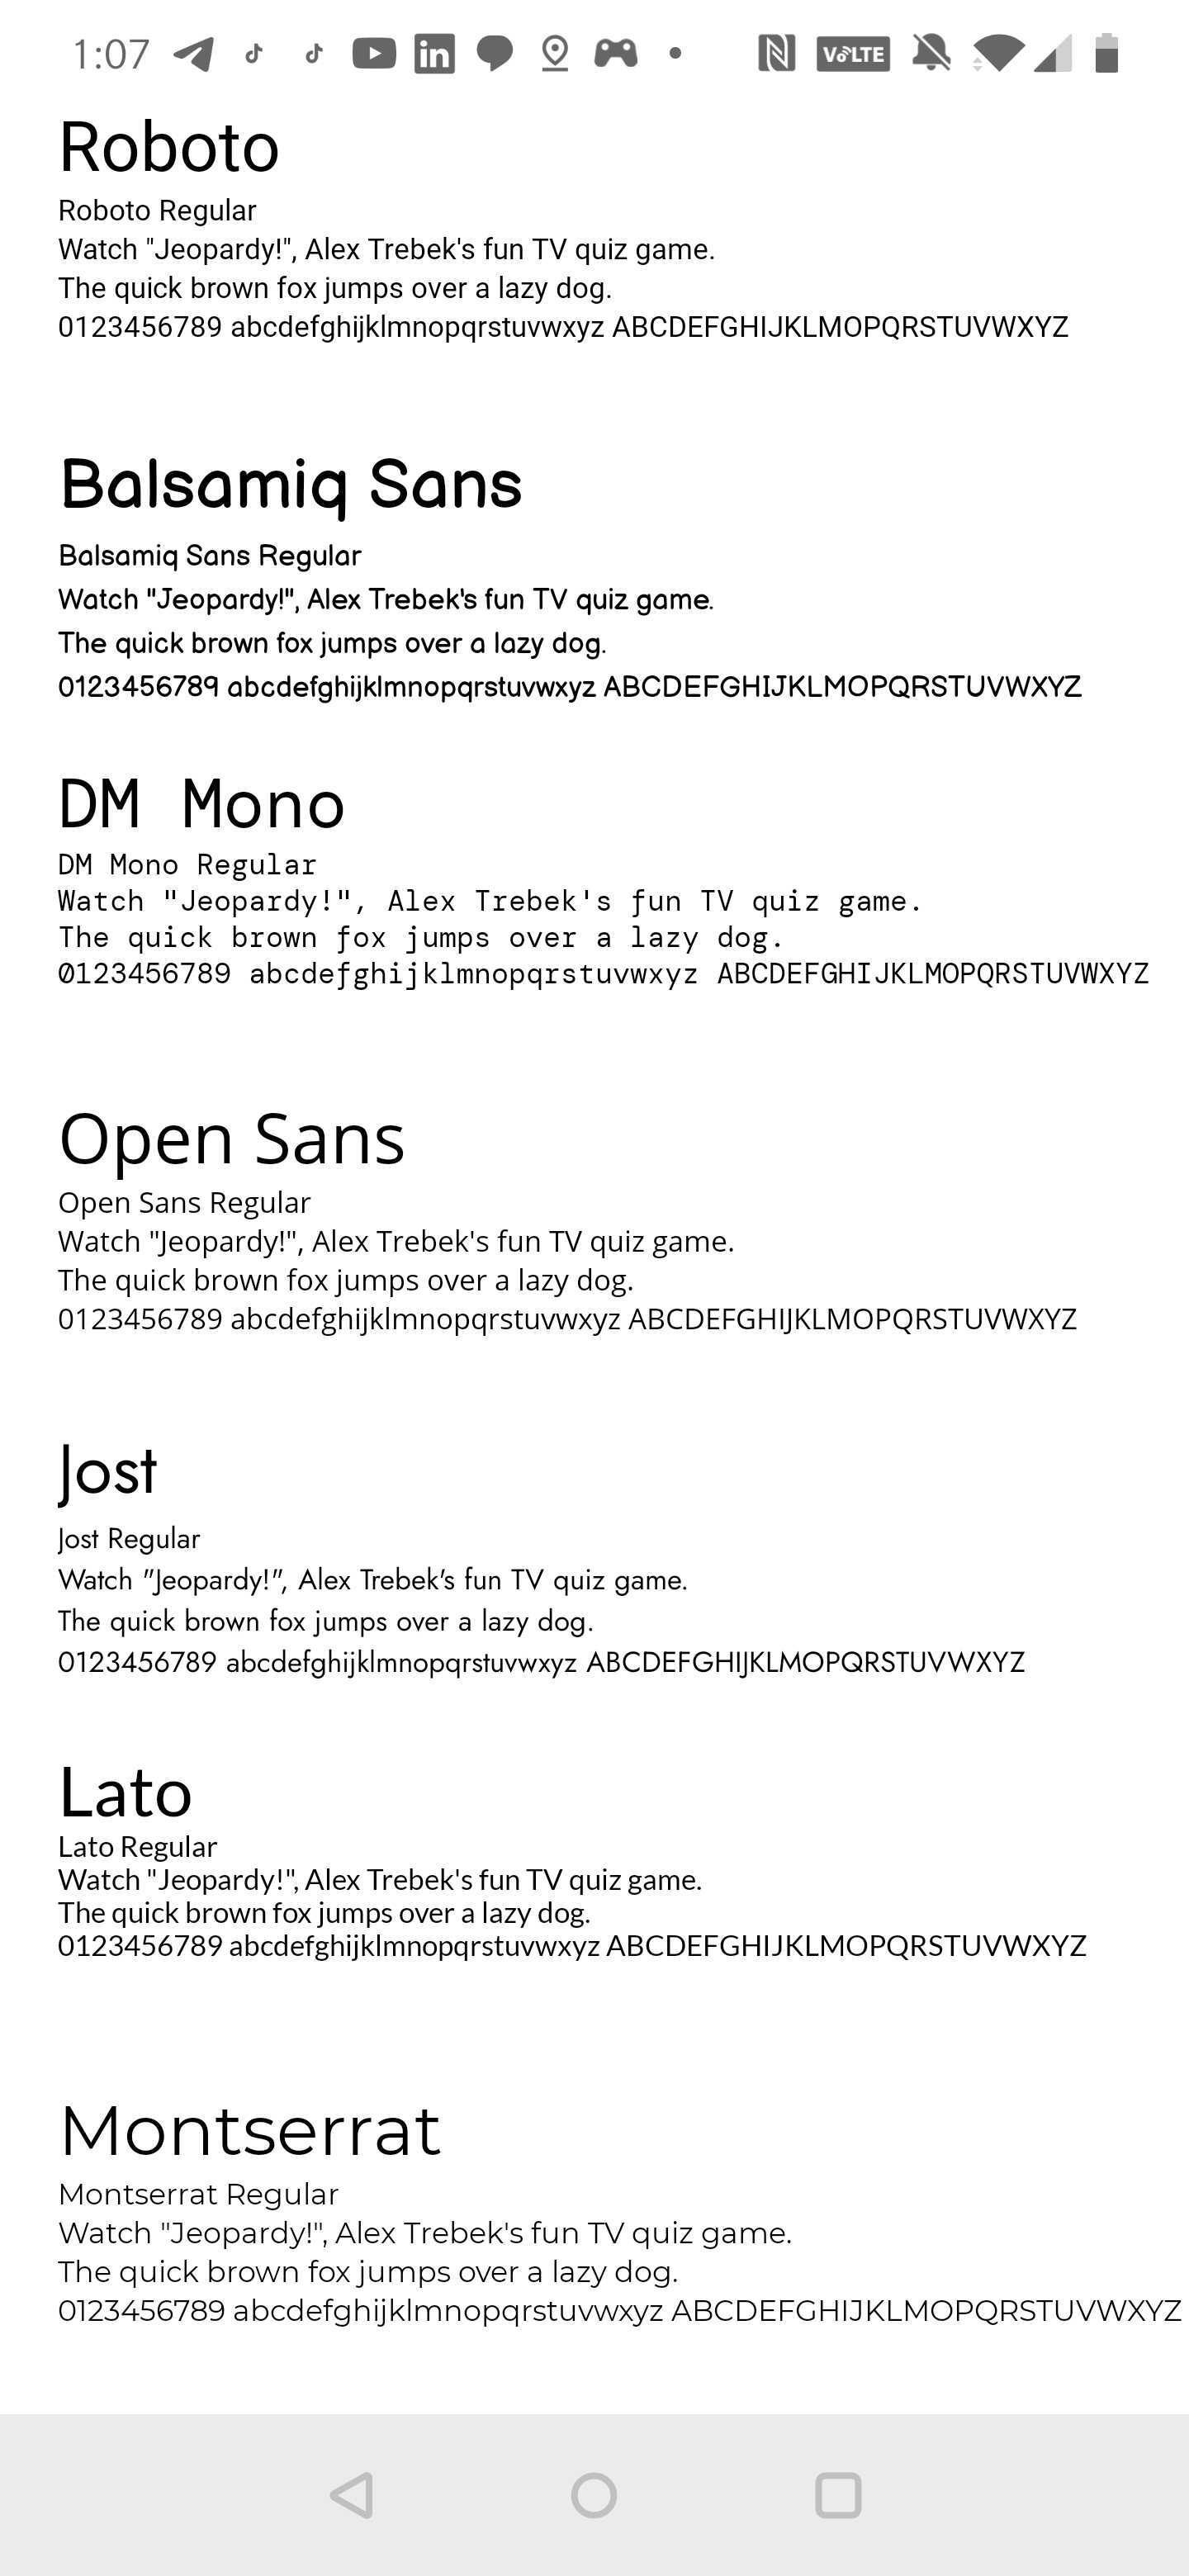 1:07 in VoLTE
Roboto
Roboto Regular
Watch "Jeopardy!", Alex Trebek's fun TV quiz game.
The quick brown fox jumps over a lazy dog.
0123456789 abcdefghijklmnopqrstuvwxyz ABCDEFGHIJKLMOPQRSTUVWXYZ
Balsamiq Sans
Balsamiq Sans Regular
Watch "Jeopardy!", Alex Trebek's fun TV quiz game.
The quick brown fox jumps over a lazy dog.
0123456789 abcdefghijklmnopqrstuvwxyz ABCDEFGHIJKLMOPQRSTUVWXYZ
DM Mono
DM Mono Regular
Watch "Jeopardy!", Alex Trebek's fun TV quiz game.
The quick brown fox jumps over a lazy dog.
0123456789 abcdefghijklmnopqrstuvwxyz ABCDEFGHIJKLMOPQRSTUVWXYZ
Open Sans
Open Sans Regular
Watch "Jeopardy!", Alex Trebek's fun TV quiz game.
The quick brown fox jumps over a lazy dog.
0123456789 abcdefghijklmnopqrstuvwxyz ABCDEFGHIJKLMOPQRSTUVWXYZ
Jost
Jost Regular
Watch "Jeopardy!", Alex Trebek's fun TV quiz game.
The quick brown fox jumps over a lazy dog.
0123456789 abcdefghijklmnopqrstuvwxyz ABCDEFGHIJKLMOPQRSTUVWXYZ
Lato
Lato Regular
Watch "Jeopardy!", Alex Trebek's fun TV quiz game.
The quick brown fox jumps over a lazy dog.
0123456789 abcdefghijklmnopqrstuvwxyz ABCDEFGHIJKLMOPQRSTUVWXYZ
Montserrat
Montserrat Regular
Watch "Jeopardy!", Alex Trebek's fun TV quiz game.
The quick brown fox jumps over a lazy dog.
0123456789 abcdefghijklmnopqrstuvwxyz ABCDEFGHIJKLMOPQRSTUVWXYZ